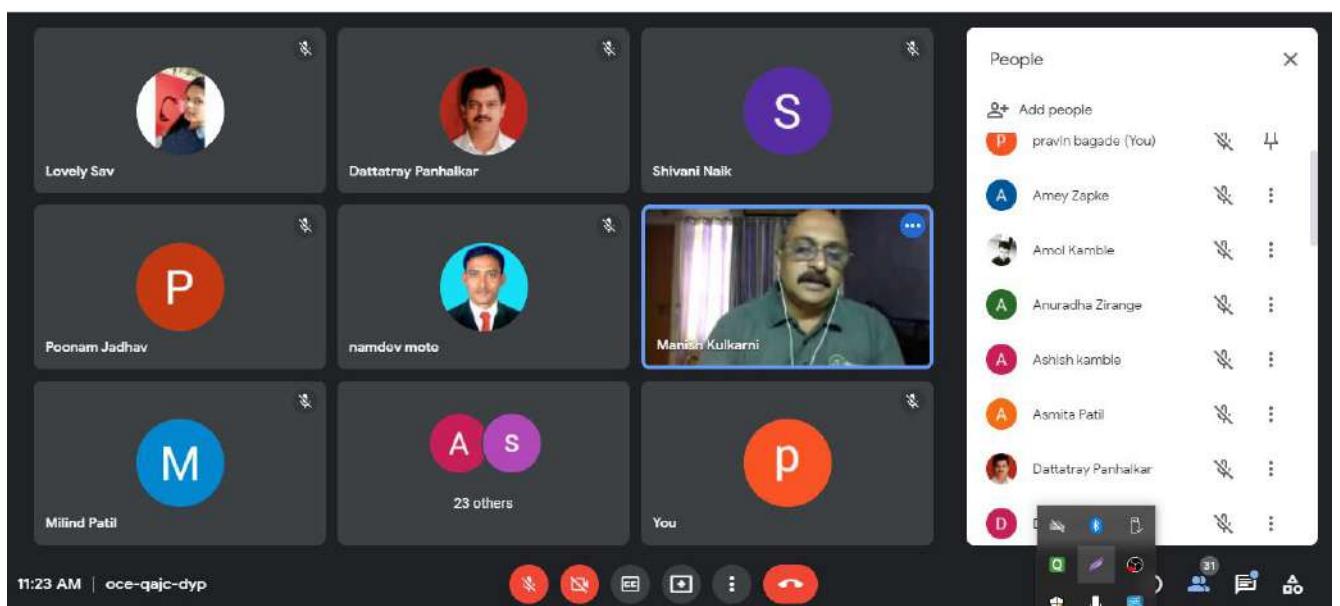 Lovely Sav
Dattatray Panhalkar
S
Shivani Naik
P
Poonam Jadhav
namdev mote
Manish Kulkarni
M
Milind Patil
A s
23 others
p
You
People
Add people
P pravin bagade (You)
A Amey Zapke
Amol Kamble
A Anuradha Zirange
A Ashish kamble
A Asmita Patil
Dattatray Panhalkar
D
11:23 AM | oce-qajc-dyp
CC
31